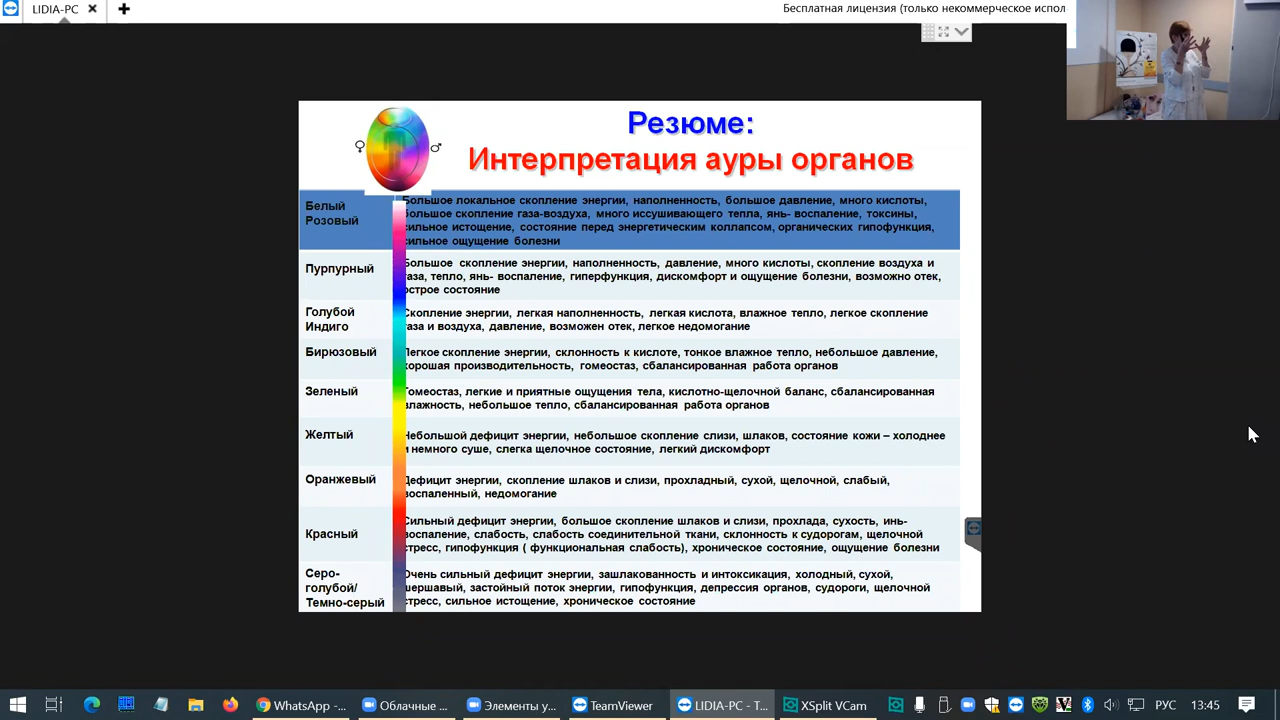 LIDIA-PC
Бесплатная лицензия (только некоммерческое испол
Резюме:
Интерпретация ауры органов
Белый
Розовый
Большое локальное скопление энергии, наполненность, большое давление, много кислоты,
большое скопление газа-воздуха, много иссушивающего тепла, янь- воспаление, токсины,
сильное истощение, состояние перед энергетическим коллапсом, органических гипофункция,
сильное ощущение болезни
Пурпурный
Большое скопление энергии, наполненность, давление, много кислоты, скопление воздуха и
газа, тепло, янь- воспаление, гиперфункция, дискомфорт и ощущение болезни, возможно отек,
острое состояние
Голубой
Индиго
Скопление энергии, легкая наполненность, легкая кислота, влажное тепло, легкое скопление
газа и воздуха, давление, возможен отек, легкое недомогание
Бирюзовый
Легкое скопление энергии, склонность к кислоте, тонкое влажное тепло, небольшое давление,
хорошая производительность, гомеостаз, сбалансированная работа органов
Зеленый
Гомеостаз, легкие и приятные ощущения тела, кислотно-щелочной баланс, сбалансированная
влажность, небольшое тепло, сбалансированная работа органов
Желтый
Небольшой дефицит энергии, небольшое скопление слизи, шлаков, состояние кожи – холоднее
и немного суше, слегка щелочное состояние, легкий дискомфорт
Оранжевый
Дефицит энергии, скопление шлаков и слизи, прохладный, сухой, щелочной, слабый,
воспаленный, недомогание
Красный
Сильный дефицит энергии, большое скопление шлаков и слизи, прохлада, сухость, инь-
воспаление, слабость, слабость соединительной ткани, склонность к судорогам, щелочной
стресс, гипофункция ( функциональная слабость), хроническое состояние, ощущение болезни
Серо-
голубой/
Темно-серый
Очень сильный дефицит энергии, зашлакованность и интоксикация, холодный, сухой,
шершавый, застойный поток энергии, гипофункция, депрессия органов, судороги, щелочной
стресс, сильное истощение, хроническое состояние
WhatsApp -...
Облачные ...
Элементы у...
TeamViewer
LIDIA-PC - T...
XSplit VCam
РУС
13:45